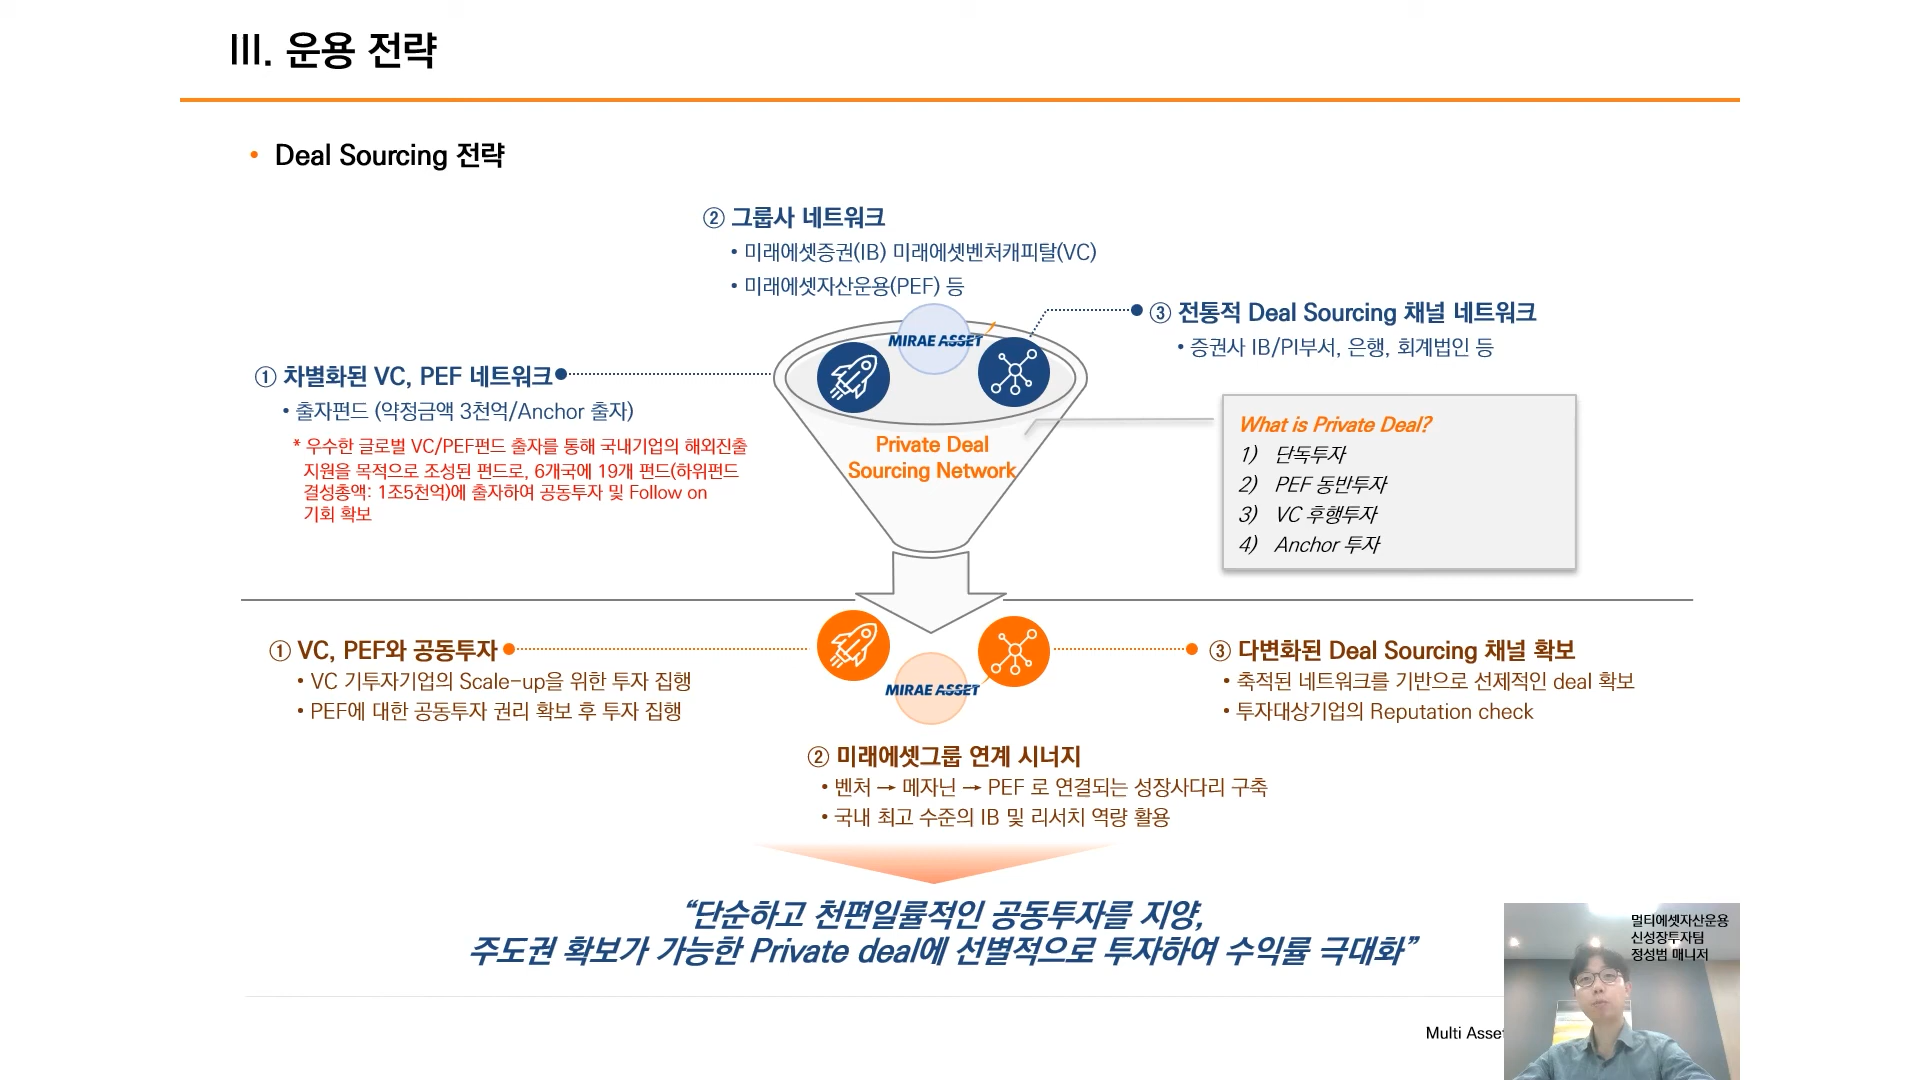 III. 운용 전략
• Deal Sourcing 전략
② 그룹사 네트워크
• 미래에셋증권(IB) 미래에셋벤처캐피탈(VC)
• 미래에셋자산운용(PEF) 등
③ 전통적 Deal Sourcing 채널 네트워크
• 증권사 IB/PI부서, 은행, 회계법인 등
MIRAE ASSET
① 차별화된 VC, PEF 네트워크
• 출자펀드 (약정금액 3천억/Anchor 출자)
* 우수한 글로벌 VC/PEF펀드 출자를 통해 국내기업의 해외진출
지원을 목적으로 조성된 펀드로, 6개국에 19개 펀드(하위펀드
결성총액: 1조5천억)에 출자하여 공동투자 및 Follow on
기회 확보
Private Deal
Sourcing Network
What is Private Deal?
1) 단독투자
2) PEF 동반투자
3) VC 후행투자
4) Anchor 투자
① VC, PEF와 공동투자
• VC 기투자기업의 Scale-up을 위한 투자 집행
• PEF에 대한 공동투자 권리 확보 후 투자 집행
MIRAE ASSET
③ 다변화된 Deal Sourcing 채널 확보
• 축적된 네트워크를 기반으로 선제적인 deal 확보
• 투자대상기업의 Reputation check
② 미래에셋그룹 연계 시너지
• 벤처 → 메자닌 → PEF 로 연결되는 성장사다리 구축
• 국내 최고 수준의 IB 및 리서치 역량 활용
“단순하고 천편일률적인 공동투자를 지양,
주도권 확보가 가능한 Private deal에 선별적으로 투자하여 수익률 극대화”
멀티에셋자산운용
신성장투자팀
정성범 매니저
Multi Asset